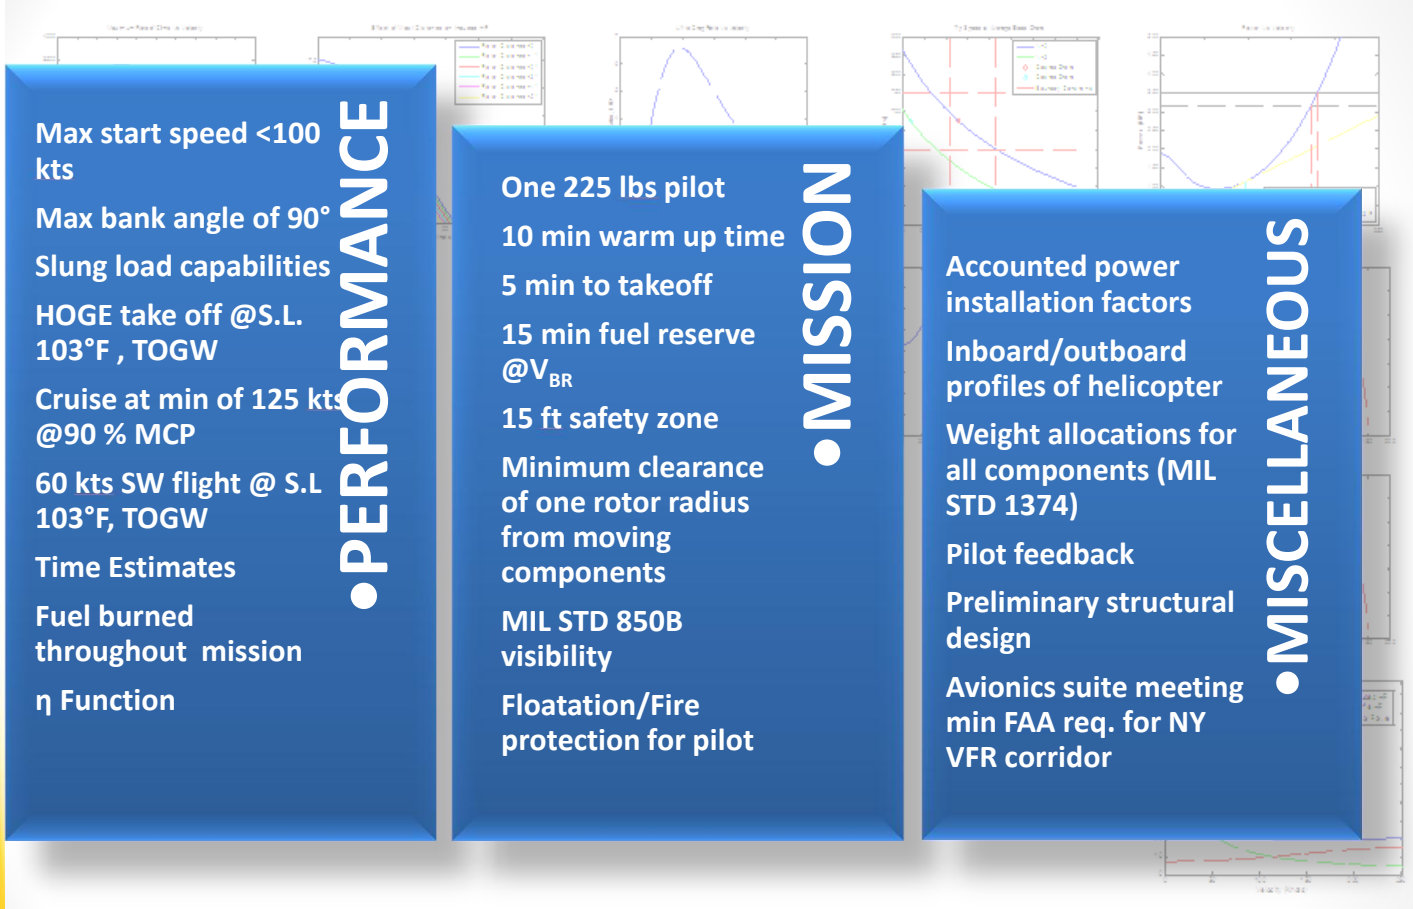 Max start speed <100
kts
Max bank angle of 90°
Slung load capabilities
HOGE take off @S.L.
103°F , TOGW
Cruise at min of 125 kts
@90 % MCP
60 kts SW flight @ S.L
103°F, TOGW
Time Estimates
Fuel burned
throughout  mission
η Function
•PERFORMANCE
One 225 lbs pilot
10 min warm up time
5 min to takeoff
15 min fuel reserve
@VBR
15 ft safety zone
Minimum clearance
of one rotor radius
from moving
components
MIL STD 850B
visibility
Floatation/Fire
protection for pilot
•MISSION
Accounted power
installation factors
Inboard/outboard
profiles of helicopter
Weight allocations for
all components (MIL
STD 1374)
Pilot feedback
Preliminary structural
design
Avionics suite meeting
min FAA req. for NY
VFR corridor
•MISCELLANEOUS